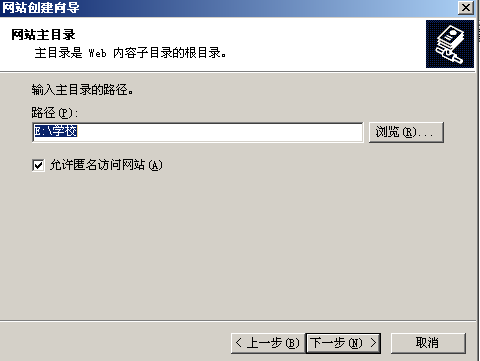 网站创建向导
网站主目录
主目录是 Web 内容子目录的根目录。
输入主目录的路径。
路径(P):
E:\学校
浏览(R)...
允许匿名访问网站(A)
< 上一步(B) 下一步(N) > 取消